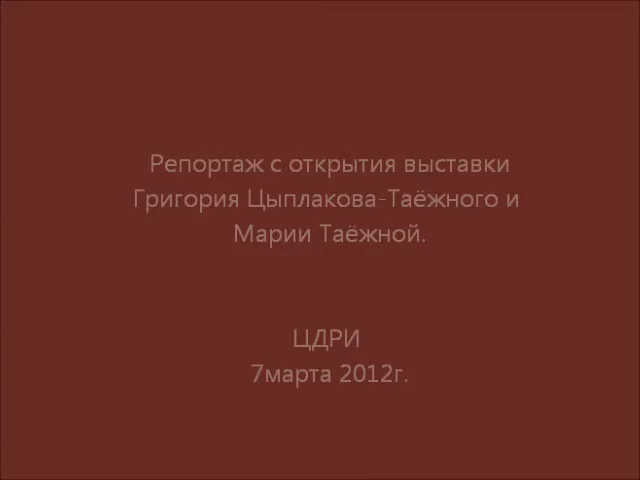 Репортаж с открытия выставки
Григория Цыплакова-Таёжного и
Марии Таёжной.
ЦДРИ
7марта 2012г.